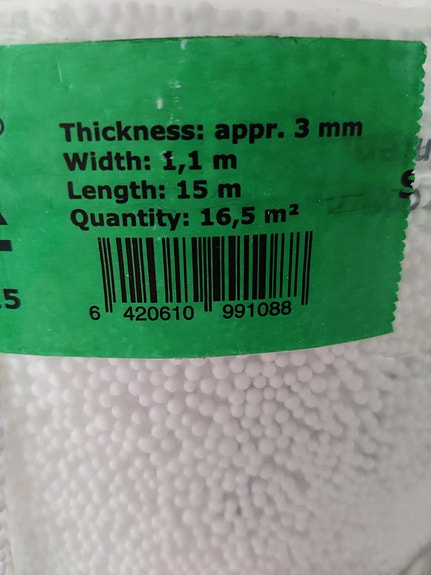 Thickness: appr. 3 mm
Width: 1,1 m
Length: 15 m
Quantity: 16,5 m²
6 420610 991088